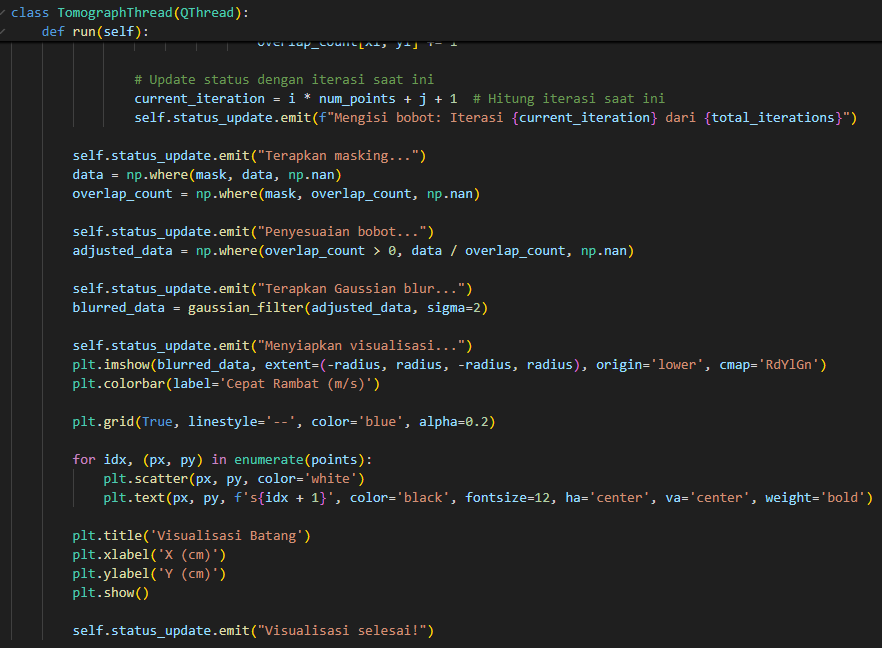 class TomographThread(QThread):
    def run(self):
                        overlap_count[xi, yi] += 1

                # Update status dengan iterasi saat ini
                current_iteration = i * num_points + j + 1  # Hitung iterasi saat ini
                self.status_update.emit(f"Mengisi bobot: Iterasi {current_iteration} dari {total_iterations}")

        self.status_update.emit("Terapkan masking...")
        data = np.where(mask, data, np.nan)
        overlap_count = np.where(mask, overlap_count, np.nan)

        self.status_update.emit("Penyesuaian bobot...")
        adjusted_data = np.where(overlap_count > 0, data / overlap_count, np.nan)

        self.status_update.emit("Terapkan Gaussian blur...")
        blurred_data = gaussian_filter(adjusted_data, sigma=2)

        self.status_update.emit("Menyiapkan visualisasi...")
        plt.imshow(blurred_data, extent=(-radius, radius, -radius, radius), origin='lower', cmap='RdYlGn')
        plt.colorbar(label='Cepat Rambat (m/s)')

        plt.grid(True, linestyle='--', color='blue', alpha=0.2)

        for idx, (px, py) in enumerate(points):
            plt.scatter(px, py, color='white')
            plt.text(px, py, f's{idx + 1}', color='black', fontsize=12, ha='center', va='center', weight='bold')

        plt.title('Visualisasi Batang')
        plt.xlabel('X (cm)')
        plt.ylabel('Y (cm)')
        plt.show()

        self.status_update.emit("Visualisasi selesai!")